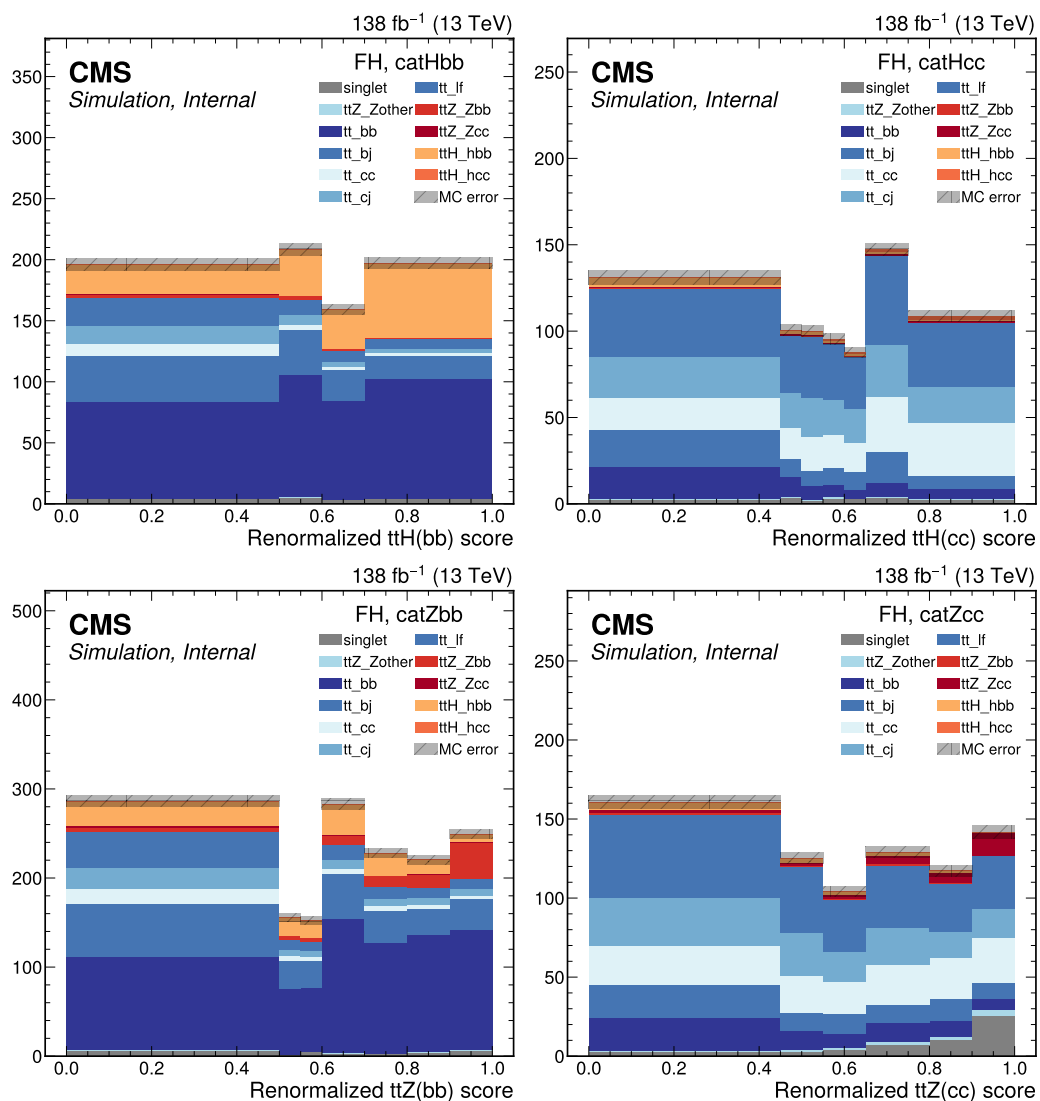 138 fb⁻¹ (13 TeV)
CMS
Simulation, Internal
FH, catHbb
singlet
ttZ_Zother
tt_bb
tt_bj
tt_cc
tt_cj
tt_lf
ttZ_Zbb
ttZ_Zcc
ttH_hbb
ttH_hcc
MC error
350
300
250
200
150
100
50
0
0.0 0.2 0.4 0.6 0.8 1.0
Renormalized ttH(bb) score
138 fb⁻¹ (13 TeV)
CMS
Simulation, Internal
FH, catHcc
singlet
ttZ_Zother
tt_bb
tt_bj
tt_cc
tt_cj
tt_lf
ttZ_Zbb
ttZ_Zcc
ttH_hbb
ttH_hcc
MC error
250
200
150
100
50
0
0.0 0.2 0.4 0.6 0.8 1.0
Renormalized ttH(cc) score
138 fb⁻¹ (13 TeV)
CMS
Simulation, Internal
FH, catZbb
singlet
ttZ_Zother
tt_bb
tt_bj
tt_cc
tt_cj
tt_lf
ttZ_Zbb
ttZ_Zcc
ttH_hbb
ttH_hcc
MC error
500
400
300
200
100
0
0.0 0.2 0.4 0.6 0.8 1.0
Renormalized ttZ(bb) score
138 fb⁻¹ (13 TeV)
CMS
Simulation, Internal
FH, catZcc
singlet
ttZ_Zother
tt_bb
tt_bj
tt_cc
tt_cj
tt_lf
ttZ_Zbb
ttZ_Zcc
ttH_hbb
ttH_hcc
MC error
250
200
150
100
50
0
0.0 0.2 0.4 0.6 0.8 1.0
Renormalized ttZ(cc) score